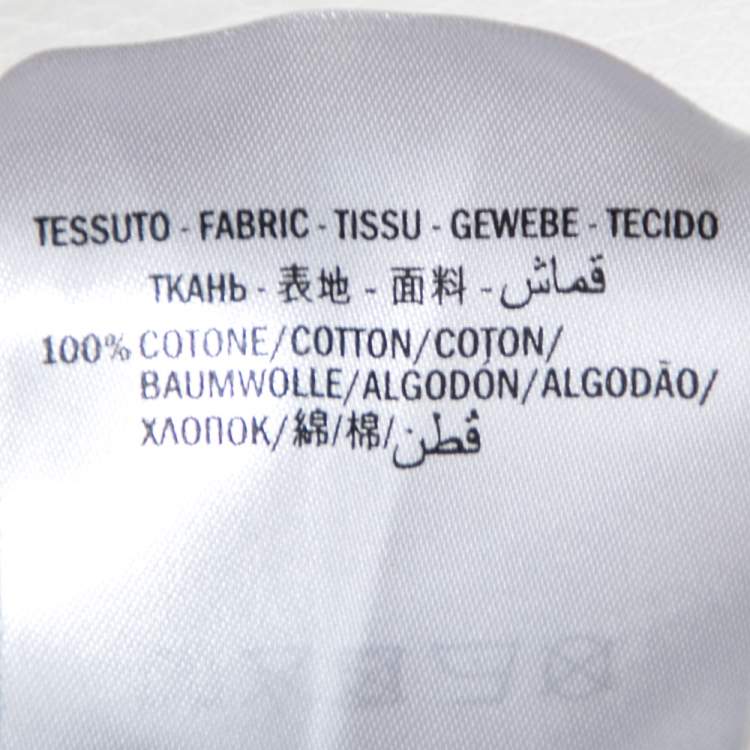 TESSUTO - FABRIC - TISSU - GEWEBE - TECIDO
ТКАНЬ - 表地 - 面料 - قماش
100% COTONE/COTTON/COTON/
BAUMWOLLE/ALGODÓN/ALGODÃO/
ХЛОПОК/綿/棉/قطن